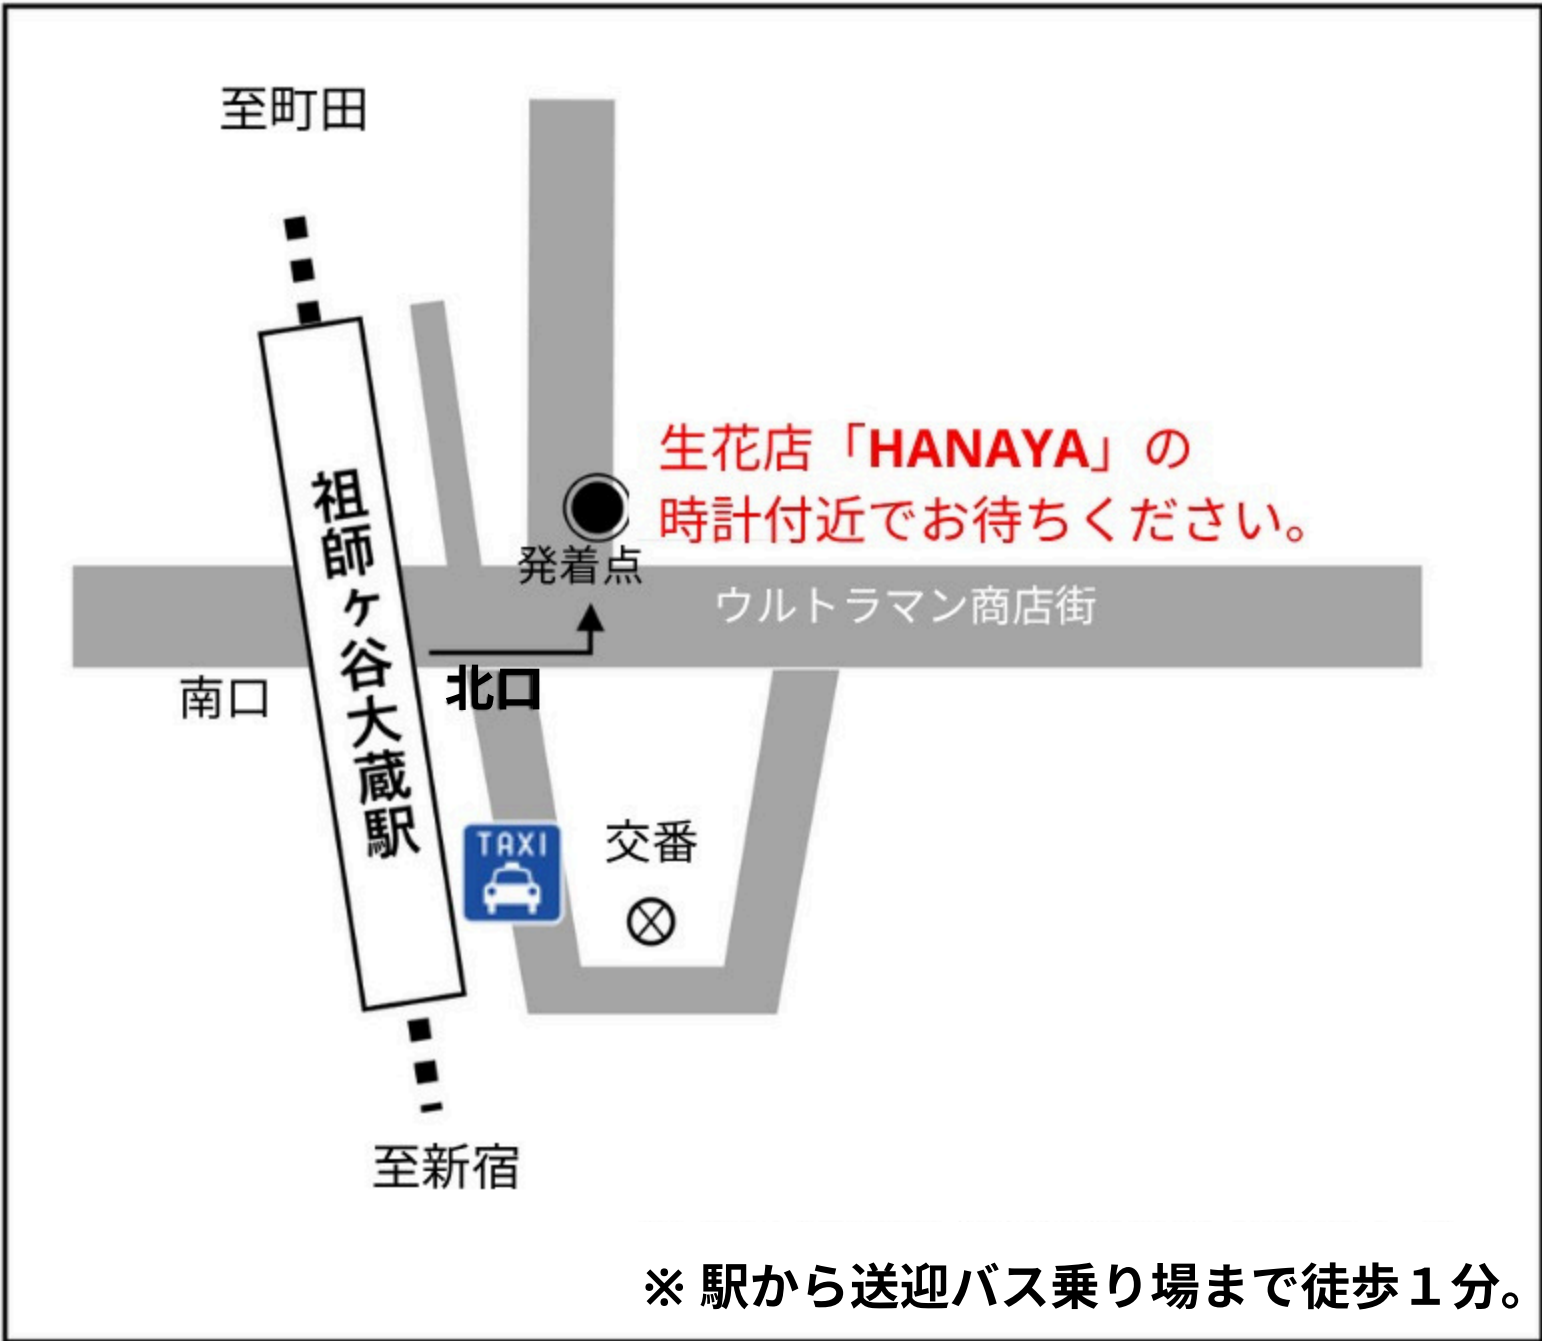 至町田
生花店「HANAYA」の
時計付近でお待ちください。
発着点
ウルトラマン商店街
祖師ヶ谷大蔵駅
南口
北口
TAXI
交番
至新宿
※ 駅から送迎バス乗り場まで徒歩１分。